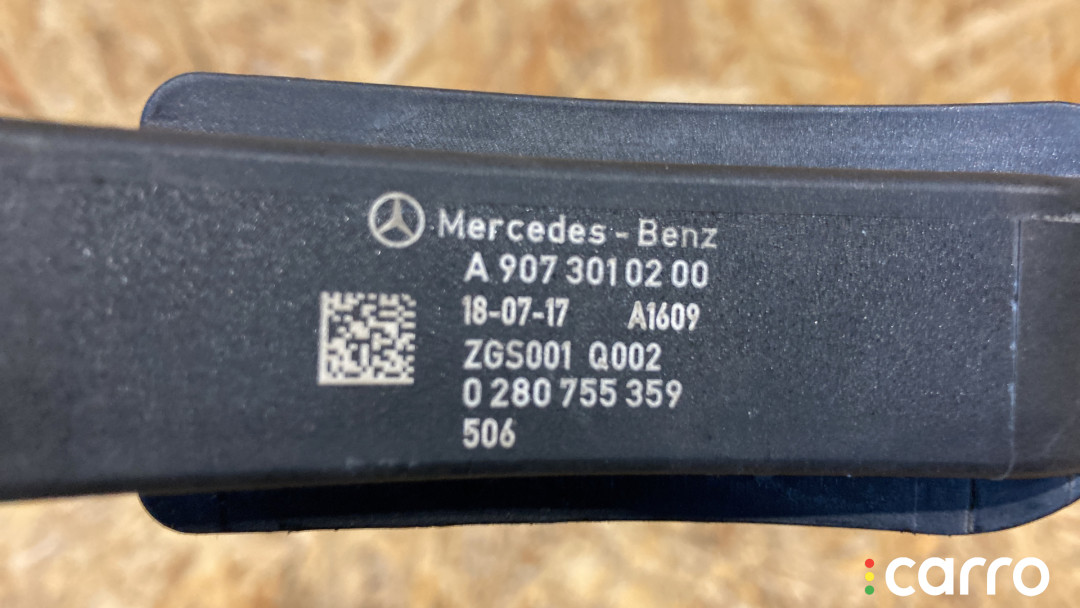 Mercedes-Benz
A 907 301 02 00
18-07-17 A1609
ZGS001 Q002
0 280 755 359
506
carro